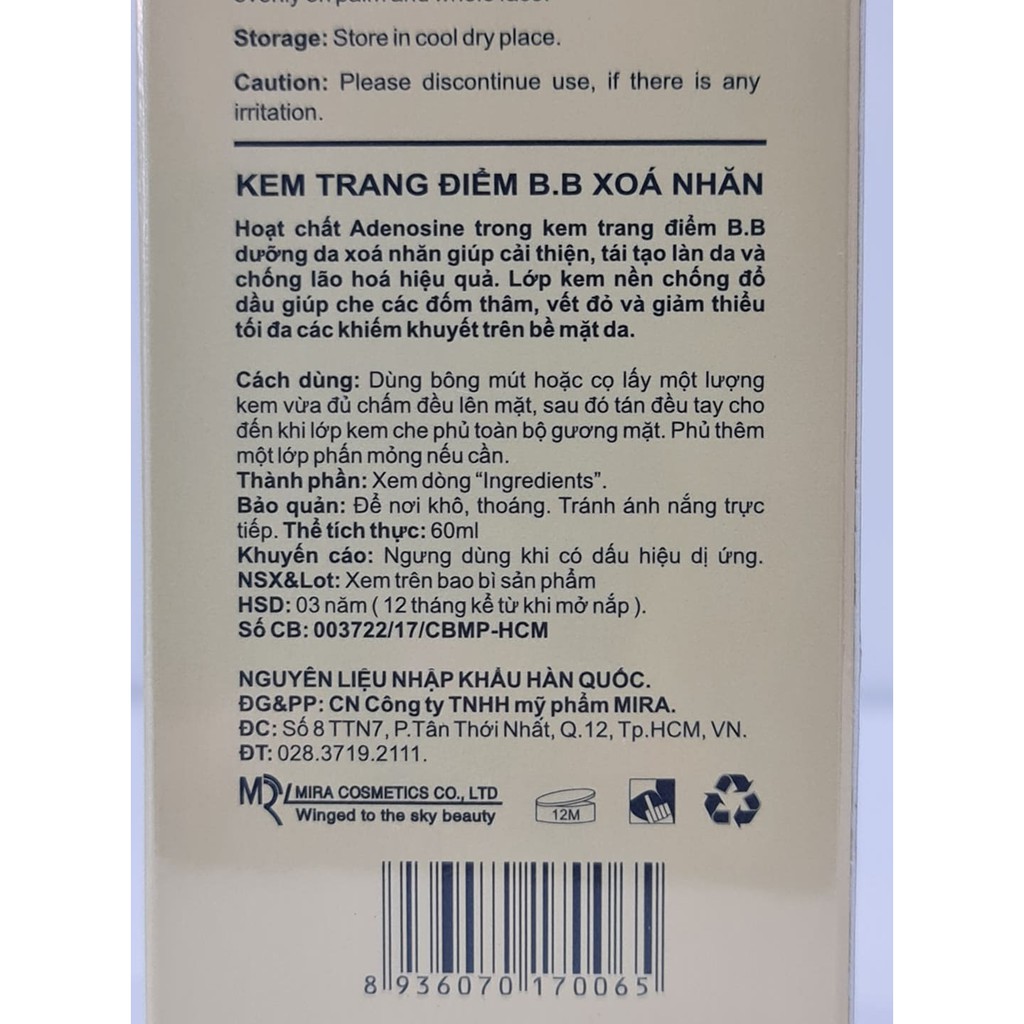 evenly on palm and whole face.
Storage: Store in cool dry place.
Caution: Please discontinue use, if there is any
irritation.
KEM TRANG ĐIỂM B.B XOÁ NHĂN
Hoạt chất Adenosine trong kem trang điểm B.B
dưỡng da xoá nhăn giúp cải thiện, tái tạo làn da và
chống lão hoá hiệu quả. Lớp kem nền chống đổ
dầu giúp che các đốm thâm, vết đỏ và giảm thiểu
tối đa các khiếm khuyết trên bề mặt da.
Cách dùng: Dùng bông mút hoặc cọ lấy một lượng
kem vừa đủ chấm đều lên mặt, sau đó tán đều tay cho
đến khi lớp kem che phủ toàn bộ gương mặt. Phủ thêm
một lớp phấn mỏng nếu cần.
Thành phần: Xem dòng “Ingredients”.
Bảo quản: Để nơi khô, thoáng. Tránh ánh nắng trực
tiếp. Thể tích thực: 60ml
Khuyến cáo: Ngưng dùng khi có dấu hiệu dị ứng.
NSX&Lot: Xem trên bao bì sản phẩm
HSD: 03 năm ( 12 tháng kể từ khi mở nắp ).
Số CB: 003722/17/CBMP-HCM
NGUYÊN LIỆU NHẬP KHẨU HÀN QUỐC.
ĐG&PP: CN Công ty TNHH mỹ phẩm MIRA.
ĐC: Số 8 TTN7, P.Tân Thới Nhất, Q.12, Tp.HCM, VN.
ĐT: 028.3719.2111.
MR MIRA COSMETICS CO., LTD
Winged to the sky beauty
12M
8 936070 170065